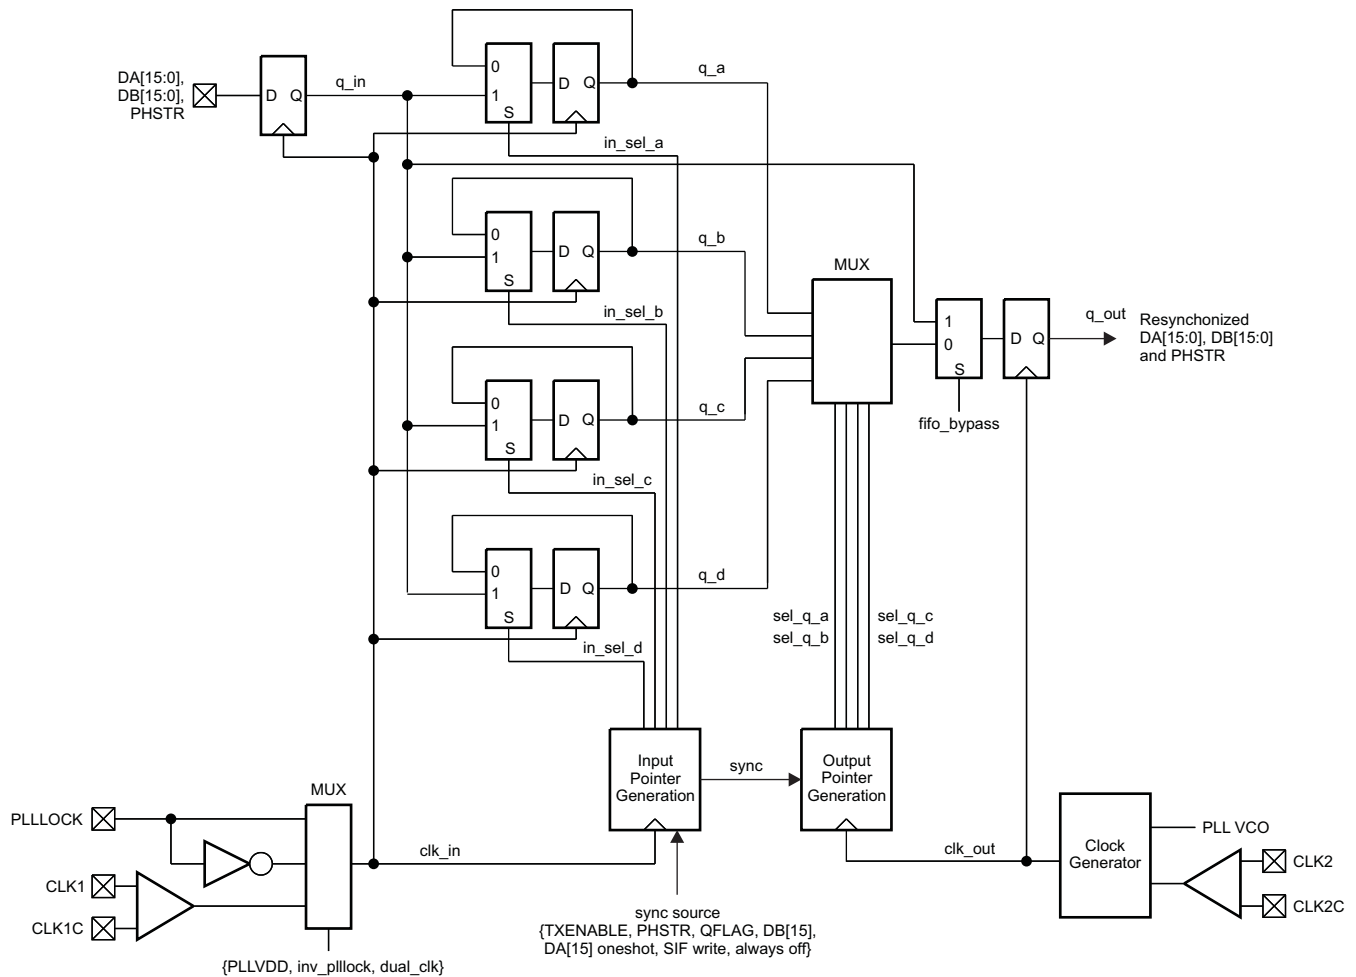 DA[15:0],
DB[15:0],
PHSTR
D Q
q_in
0
1
S
D Q
q_a
in_sel_a
0
1
S
D Q
q_b
in_sel_b
0
1
S
D Q
q_c
in_sel_c
0
1
S
D Q
q_d
in_sel_d
MUX
1
0
S
fifo_bypass
D Q
q_out
Resynchonized
DA[15:0], DB[15:0]
and PHSTR
sel_q_a
sel_q_b
sel_q_c
sel_q_d
Input
Pointer
Generation
sync
Output
Pointer
Generation
MUX
PLLLOCK
CLK1
CLK1C
clk_in
{PLLVDD, inv_plllock, dual_clk}
sync source
{TXENABLE, PHSTR, QFLAG, DB[15],
DA[15] oneshot, SIF write, always off}
clk_out
Clock
Generator
PLL VCO
CLK2
CLK2C